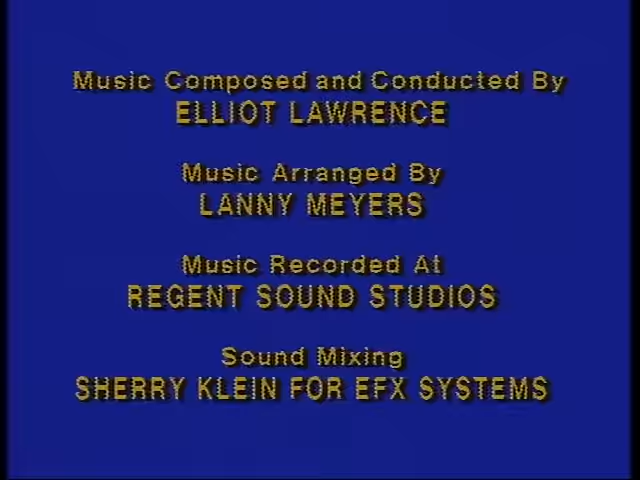 Music Composed and Conducted By
ELLIOT LAWRENCE
Music Arranged By
LANNY MEYERS
Music Recorded At
REGENT SOUND STUDIOS
Sound Mixing
SHERRY KLEIN FOR EFX SYSTEMS